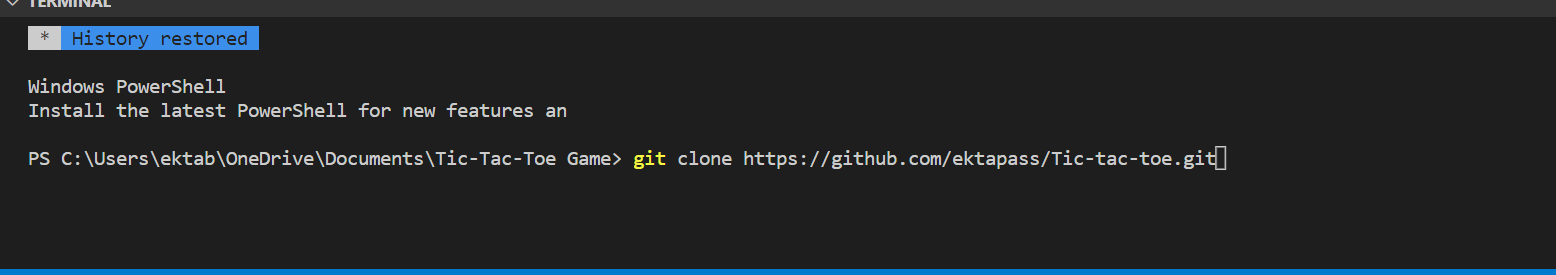 TERMINAL
* History restored
Windows PowerShell
Install the latest PowerShell for new features an
PS C:\Users\ektab\OneDrive\Documents\Tic-Tac-Toe Game> git clone https://github.com/ektapass/Tic-tac-toe.git